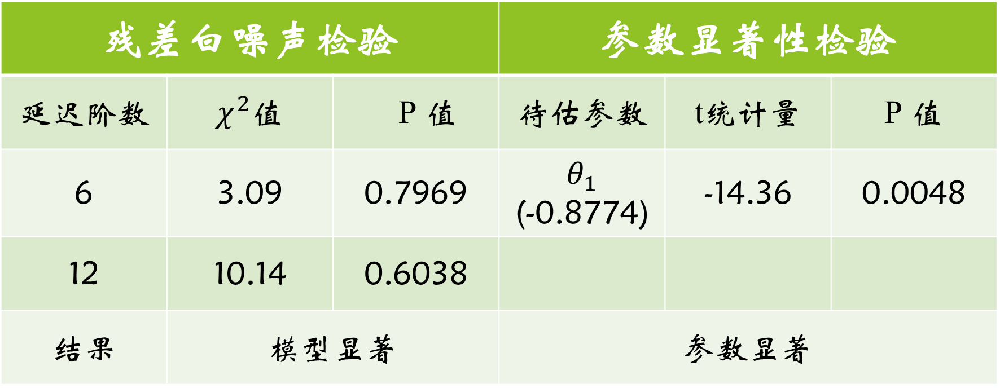 残差白噪声检验 参数显著性检验
延迟阶数 χ²值 P 值 待估参数 t统计量 P 值
6 3.09 0.7969 θ₁ (-0.8774) -14.36 0.0048
12 10.14 0.6038
结果 模型显著 参数显著